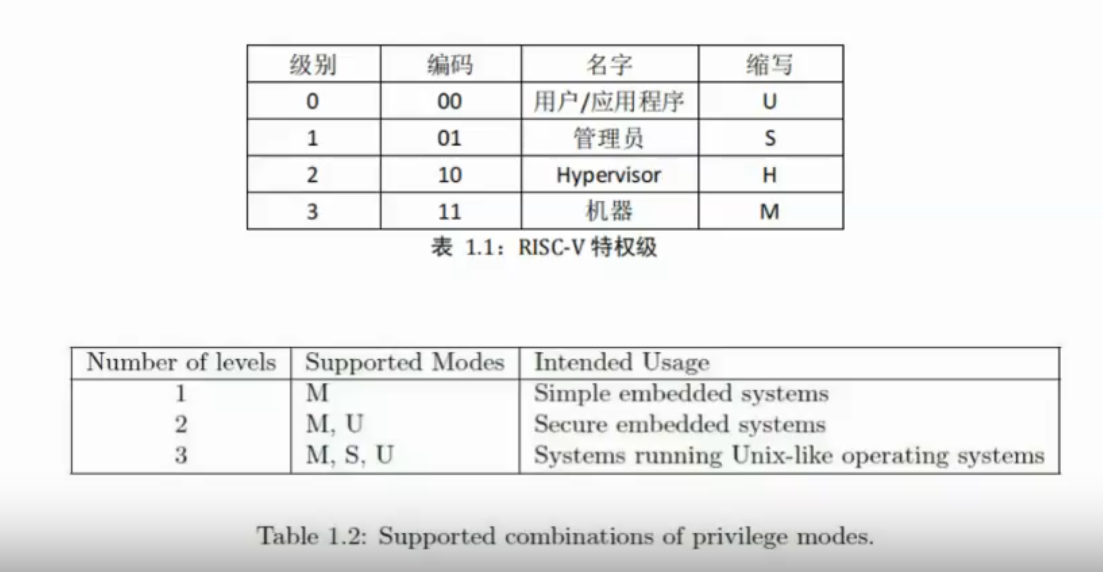 级别 编码 名字 缩写
0 00 用户/应用程序 U
1 01 管理员 S
2 10 Hypervisor H
3 11 机器 M
表 1.1：RISC-V 特权级
Number of levels Supported Modes Intended Usage
1 M Simple embedded systems
2 M, U Secure embedded systems
3 M, S, U Systems running Unix-like operating systems
Table 1.2: Supported combinations of privilege modes.